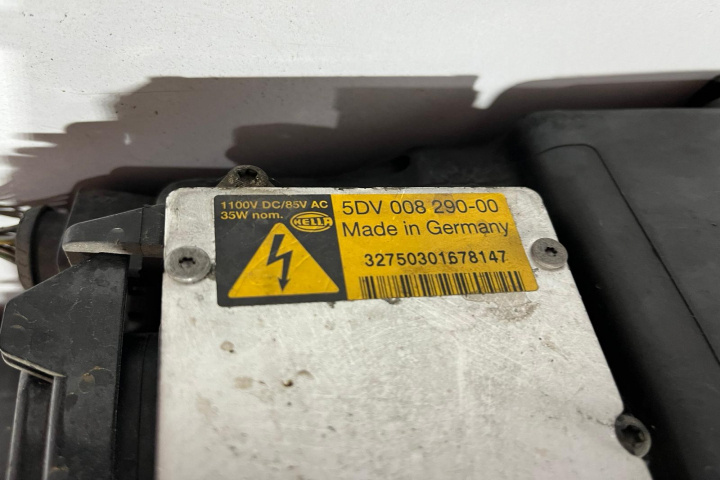 1100V DC/85V AC
35W nom.
HELLA
5DV 008 290-00
Made in Germany
32750301678147